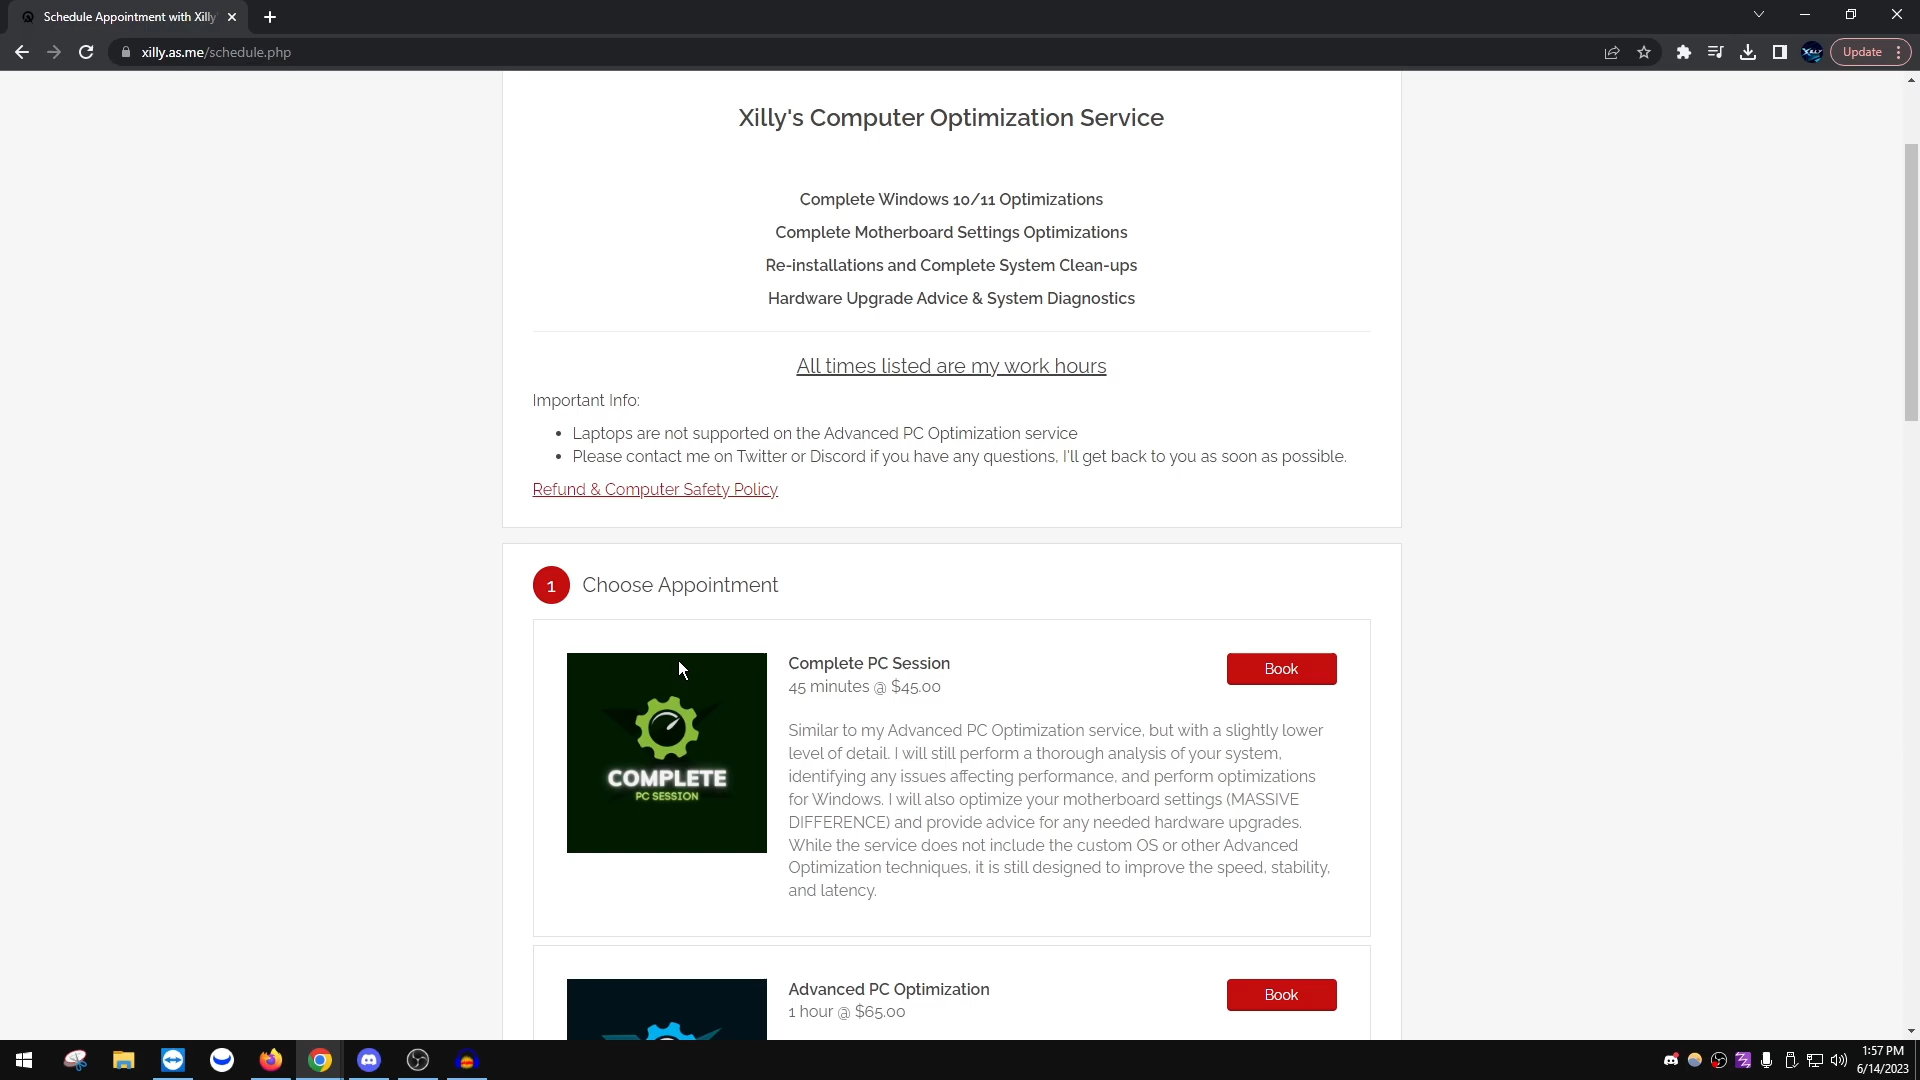 Schedule Appointment with Xilly
xilly.as.me/schedule.php
Update
Xilly's Computer Optimization Service
Complete Windows 10/11 Optimizations
Complete Motherboard Settings Optimizations
Re-installations and Complete System Clean-ups
Hardware Upgrade Advice & System Diagnostics
All times listed are my work hours
Important Info:
Laptops are not supported on the Advanced PC Optimization service
Please contact me on Twitter or Discord if you have any questions, I'll get back to you as soon as possible.
Refund & Computer Safety Policy
1 Choose Appointment
COMPLETE
PC SESSION
Complete PC Session
45 minutes @ $45.00
Book
Similar to my Advanced PC Optimization service, but with a slightly lower
level of detail. I will still perform a thorough analysis of your system,
identifying any issues affecting performance, and perform optimizations
for Windows. I will also optimize your motherboard settings (MASSIVE
DIFFERENCE) and provide advice for any needed hardware upgrades.
While the service does not include the custom OS or other Advanced
Optimization techniques, it is still designed to improve the speed, stability,
and latency.
Advanced PC Optimization
1 hour @ $65.00
Book
1:57 PM
6/14/2023